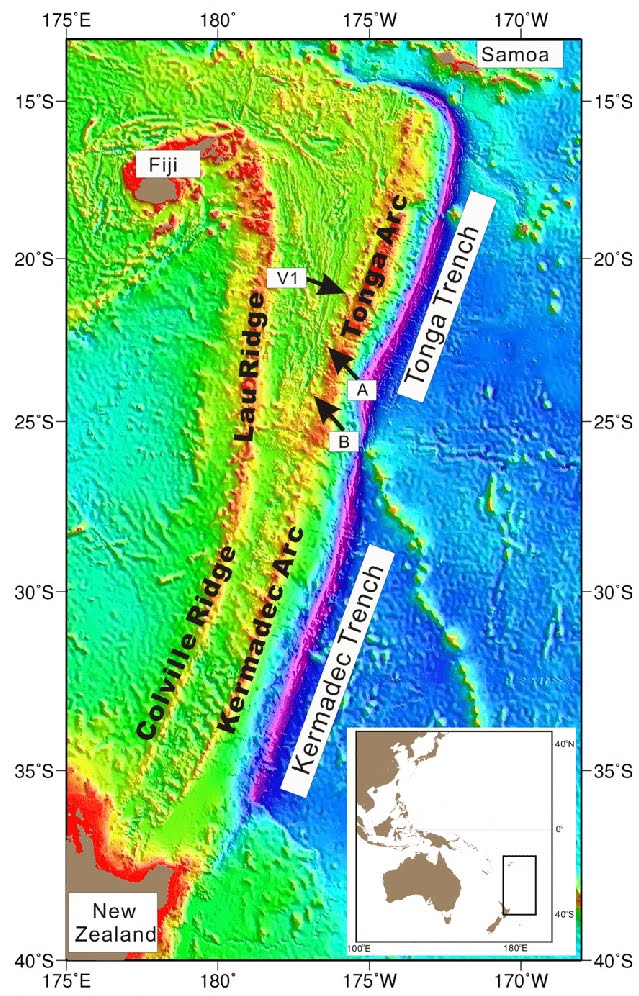 175°E 180° -175°W -170°W
Samoa
15°S 15°S
Fiji
20°S 20°S
V1
Tonga Arc
Tonga Trench
Lau Ridge
A
25°S 25°S
B
30°S 30°S
Colville Ridge
Kermadec Arc
Kermadec Trench
35°S 35°S
40°N
0°
40°S
100°E 180°E
New
Zealand
40°S 40°S
175°E 180° -175°W -170°W